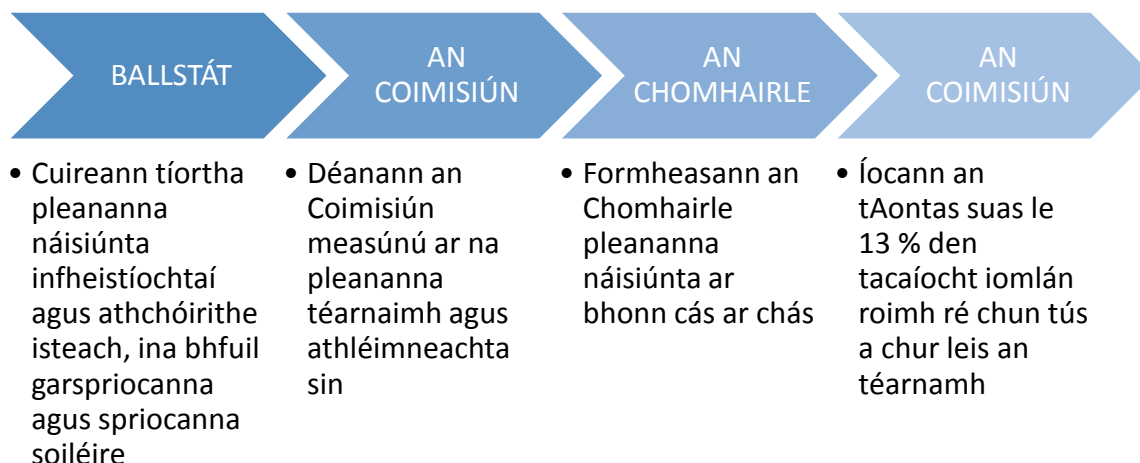 BALLSTÁT
• Cuireann tíortha
pleananna
náisiúnta
infheistíochtaí
agus athchóirithe
isteach, ina bhfuil
garspriocanna
agus spriocanna
soiléire
AN
COIMISIÚN
• Déanann an
Coimisiún
measúnú ar na
pleananna
téarnaimh agus
athléimneachta
sin
AN
CHOMHAIRLE
• Formheasann an
Chomhairle
pleananna
náisiúnta ar
bhonn cás ar chás
AN
COIMISIÚN
• Íocann an
tAontas suas le
13 % den
tacaíocht iomlán
roimh ré chun tús
a chur leis an
téarnamh